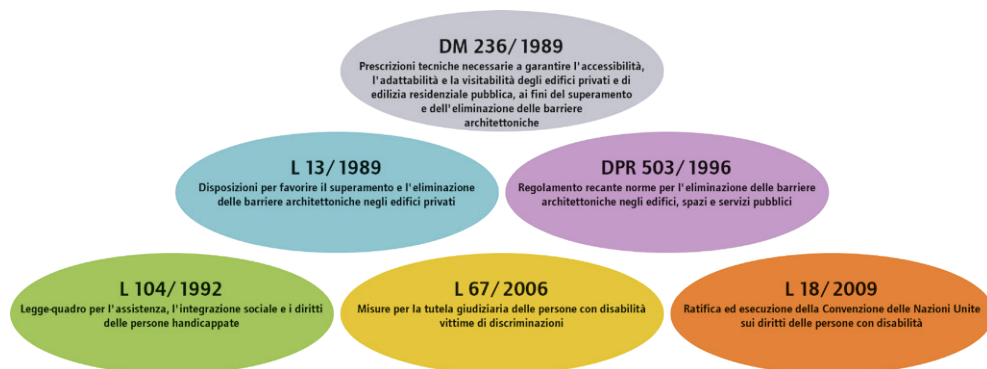 DM 236/1989
Prescrizioni tecniche necessarie a garantire l'accessibilità,
l'adattabilità e la visitabilità degli edifici privati e di
edilizia residenziale pubblica, ai fini del superamento
e dell'eliminazione delle barriere
architettoniche
L 13/1989
Disposizioni per favorire il superamento e l'eliminazione
delle barriere architettoniche negli edifici privati
DPR 503/1996
Regolamento recante norme per l'eliminazione delle barriere
architettoniche negli edifici, spazi e servizi pubblici
L 104/1992
Legge-quadro per l'assistenza, l'integrazione sociale e i diritti
delle persone handicappate
L 67/2006
Misure per la tutela giudiziaria delle persone con disabilità
vittime di discriminazioni
L 18/2009
Ratifica ed esecuzione della Convenzione delle Nazioni Unite
sui diritti delle persone con disabilità